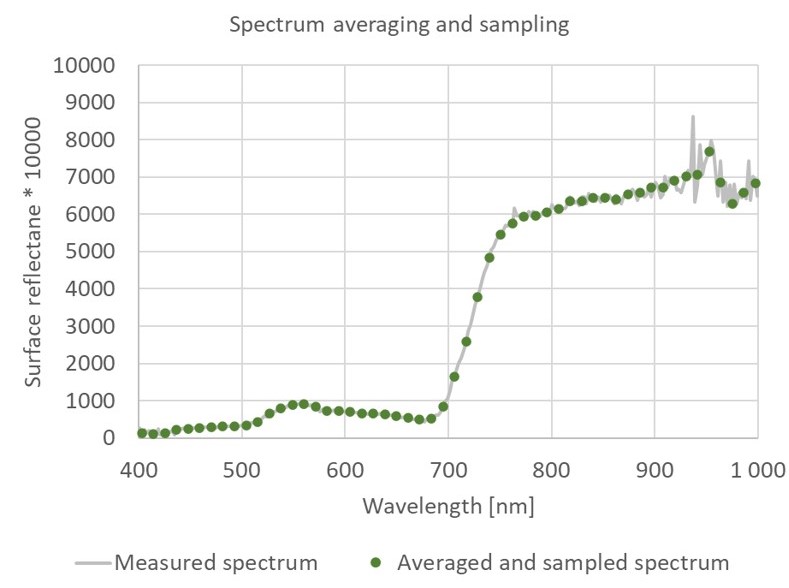 Spectrum averaging and sampling
Surface reflectane * 10000
10000
9000
8000
7000
6000
5000
4000
3000
2000
1000
0
400 500 600 700 800 900 1 000
Wavelength [nm]
Measured spectrum Averaged and sampled spectrum